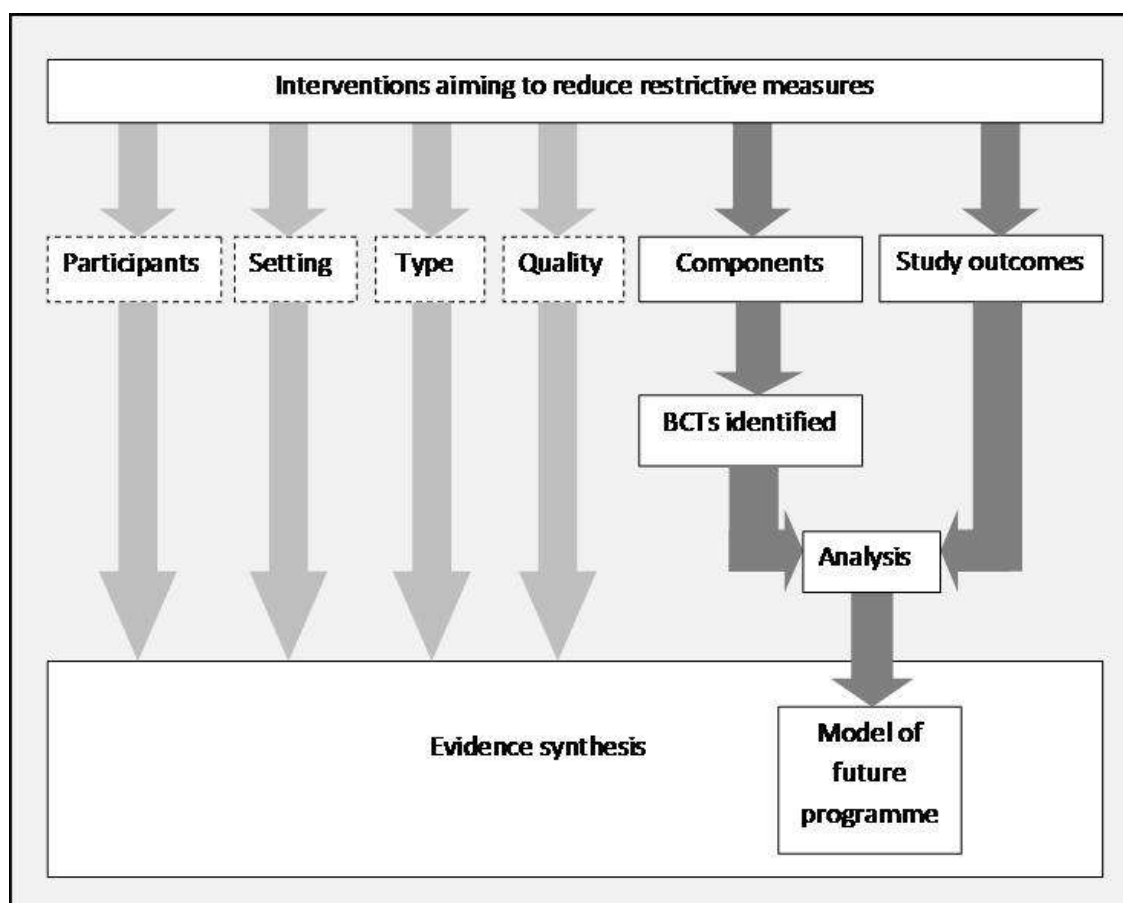 Interventions aiming to reduce restrictive measures
Participants
Setting
Type
Quality
Components
Study outcomes
BCTs identified
Analysis
Evidence synthesis
Model of
future
programme